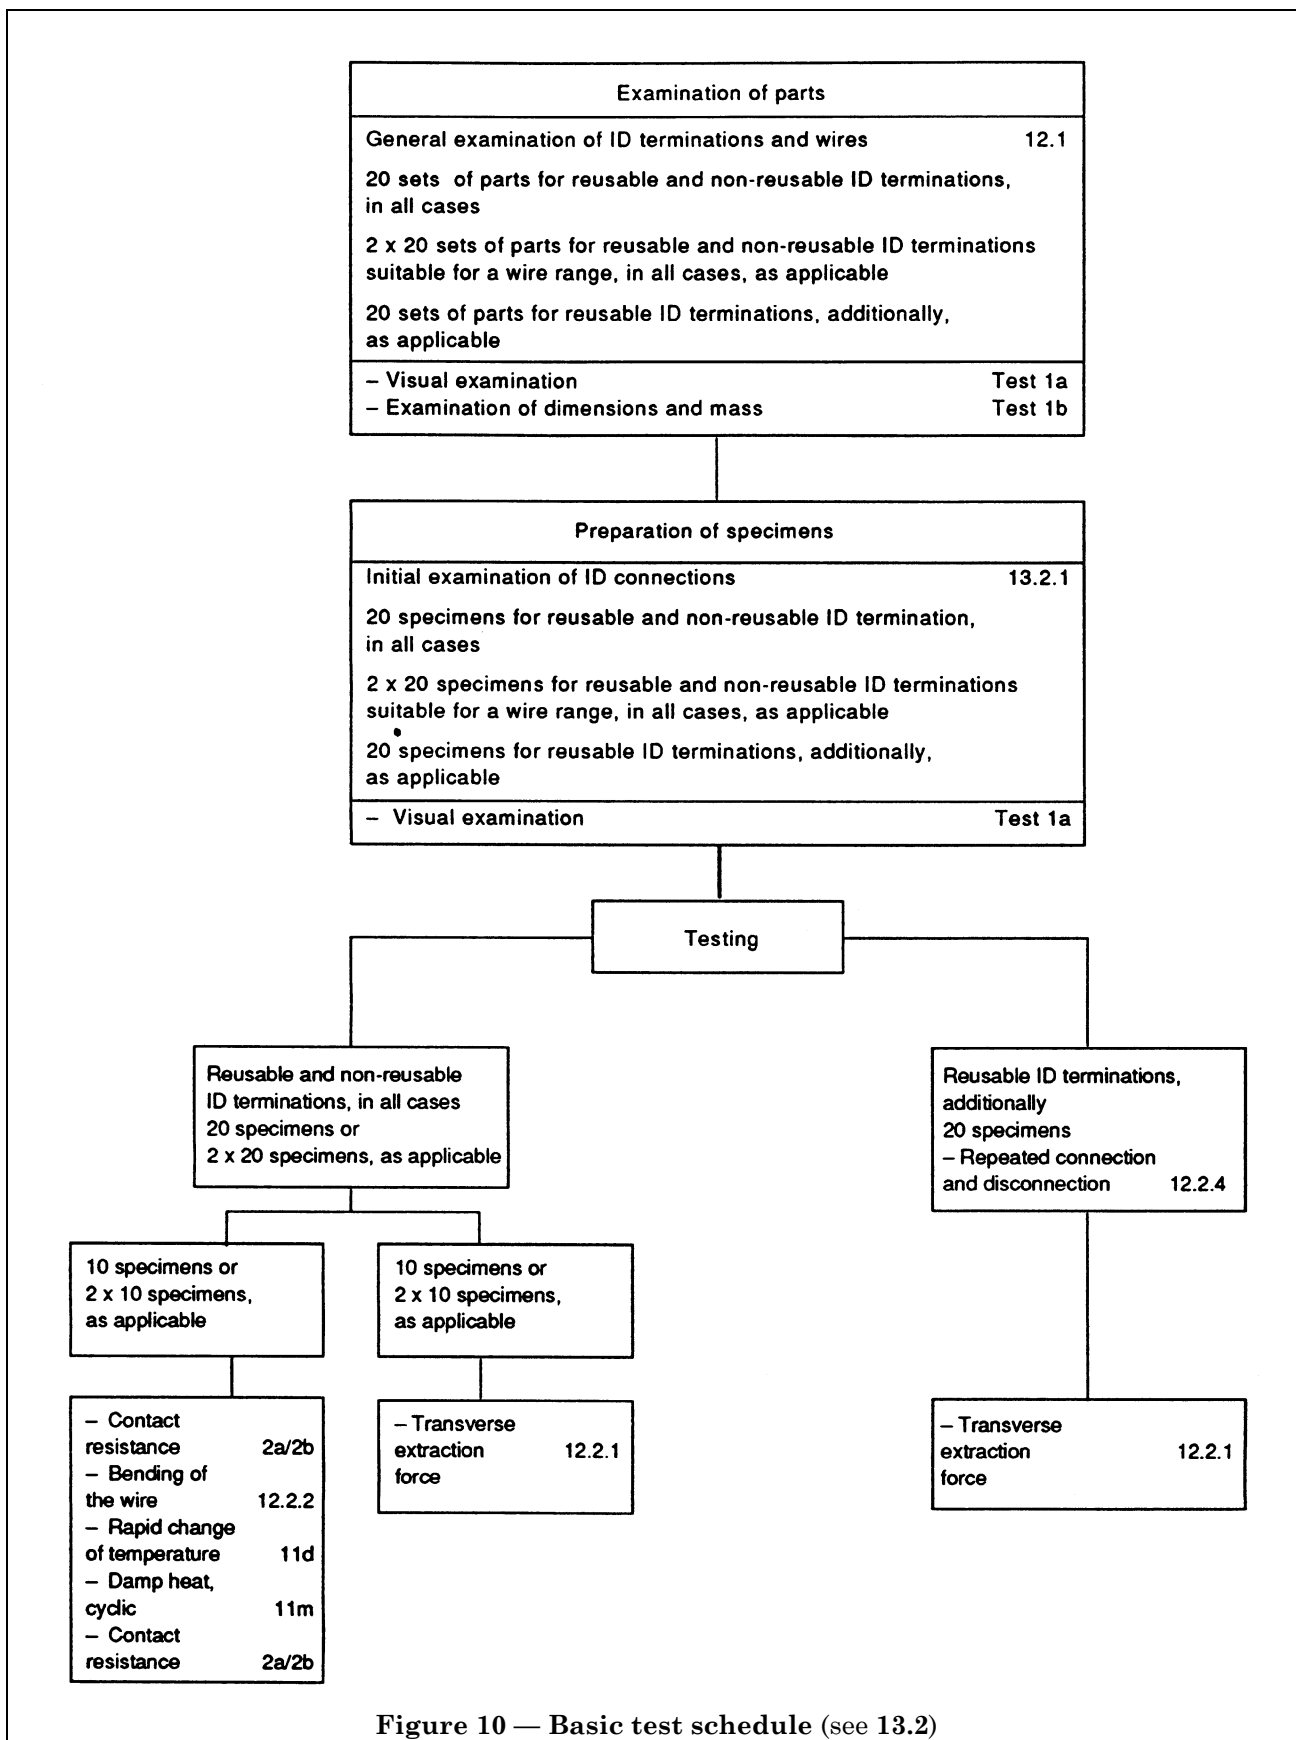 Examination of parts
General examination of ID terminations and wires 12.1
20 sets of parts for reusable and non-reusable ID terminations,
in all cases
2 x 20 sets of parts for reusable and non-reusable ID terminations
suitable for a wire range, in all cases, as applicable
20 sets of parts for reusable ID terminations, additionally,
as applicable
– Visual examination Test 1a
– Examination of dimensions and mass Test 1b
Preparation of specimens
Initial examination of ID connections 13.2.1
20 specimens for reusable and non-reusable ID termination,
in all cases
2 x 20 specimens for reusable and non-reusable ID terminations
suitable for a wire range, in all cases, as applicable
20 specimens for reusable ID terminations, additionally,
as applicable
– Visual examination Test 1a
Testing
Reusable and non-reusable
ID terminations, in all cases
20 specimens or
2 x 20 specimens, as applicable
Reusable ID terminations,
additionally
20 specimens
– Repeated connection
and disconnection 12.2.4
10 specimens or
2 x 10 specimens,
as applicable
10 specimens or
2 x 10 specimens,
as applicable
– Contact
resistance 2a/2b
– Bending of
the wire 12.2.2
– Rapid change
of temperature 11d
– Damp heat,
cyclic 11m
– Contact
resistance 2a/2b
– Transverse
extraction 12.2.1
force
– Transverse
extraction 12.2.1
force
Figure 10 — Basic test schedule (see 13.2)